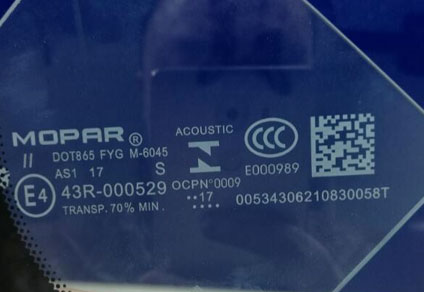 MOPAR®
II DOT865 FYG M-6045
AS1 17 S
E4 43R-000529
TRANSP. 70% MIN.
ACOUSTIC
OCPN°0009
··17
CCC
E000989
00534306210830058T